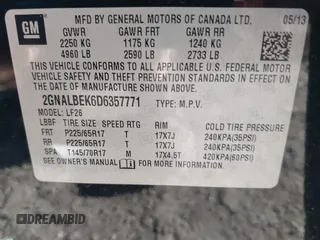 GM
MFD BY GENERAL MOTORS OF CANADA LTD. 05/13
GVWR GAWR FRT GAWR RR
2250 KG 1175 KG 1240 KG
4960 LB 2590 LB 2733 LB
THIS VEHICLE CONFORMS TO ALL APPLICABLE U.S. FEDERAL MOTOR
VEHICLE SAFETY AND THEFT PREVENTION STANDARDS IN EFFECT ON
THE DATE OF MANUFACTURE SHOWN ABOVE.
2GNALBEK6D6357771 TYPE: M.P.V.
MODEL: LF26
LBBF TIRE SIZE SPEED RTG RIM COLD TIRE PRESSURE
FRT P225/65R17 T 17X7J 240KPA(35PSI)
RR P225/65R17 T 17X7J 240KPA(35PSI)
SPA T145/70R17 M 17X4.5T 420KPA(60PSI)
SEE OWNER'S MANUAL FOR ADDITIONAL INFORMATION.
DREAMBID